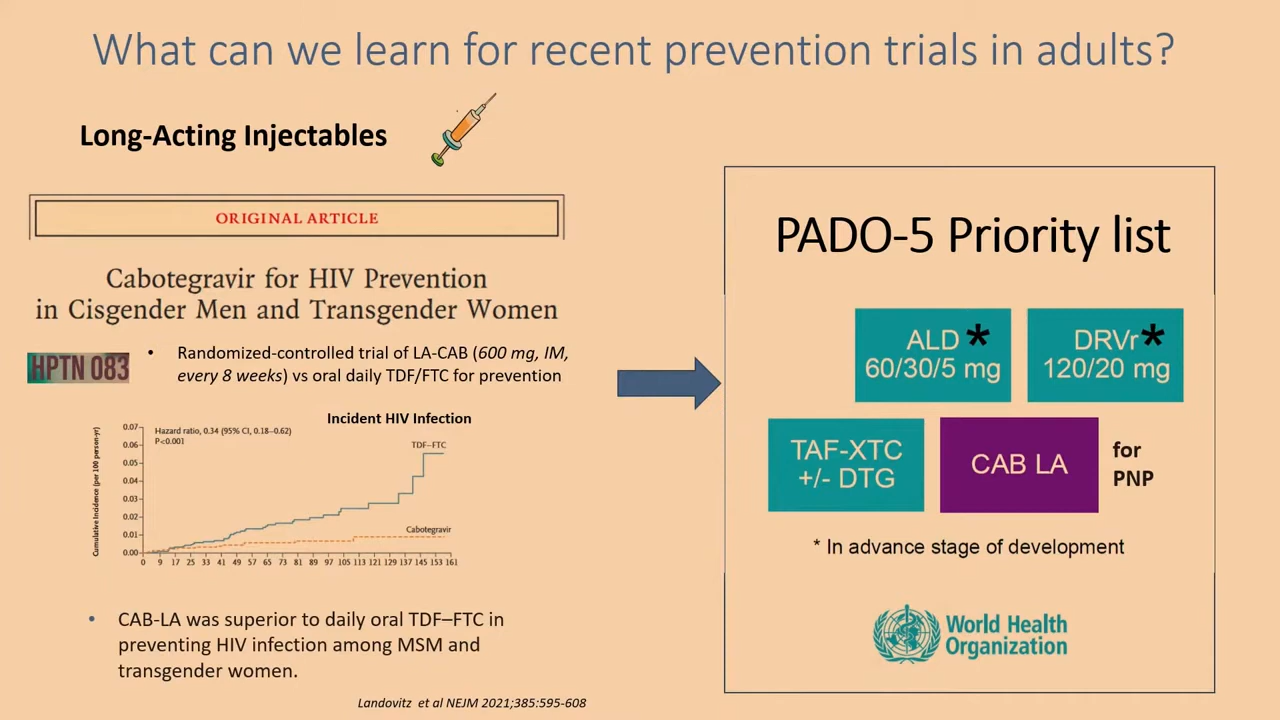 What can we learn for recent prevention trials in adults?
Long-Acting Injectables
ORIGINAL ARTICLE
Cabotegravir for HIV Prevention
in Cisgender Men and Transgender Women
HPTN 083
• Randomized-controlled trial of LA-CAB (600 mg, IM,
every 8 weeks) vs oral daily TDF/FTC for prevention
Incident HIV Infection
Cumulative Incidence (per 100 person-yr)
0.07
0.06
0.05
0.04
0.03
0.02
0.01
0.00
Hazard ratio, 0.34 (95% CI, 0.18–0.62)
P<0.001
TDF–FTC
Cabotegravir
0 9 17 25 33 41 49 57 65 73 81 89 97 105 113 121 129 137 145 153 161
• CAB-LA was superior to daily oral TDF–FTC in
preventing HIV infection among MSM and
transgender women.
Landovitz et al NEJM 2021;385:595-608
PADO-5 Priority list
ALD *
60/30/5 mg
DRVr *
120/20 mg
TAF-XTC
+/- DTG
CAB LA
for
PNP
* In advance stage of development
World Health
Organization